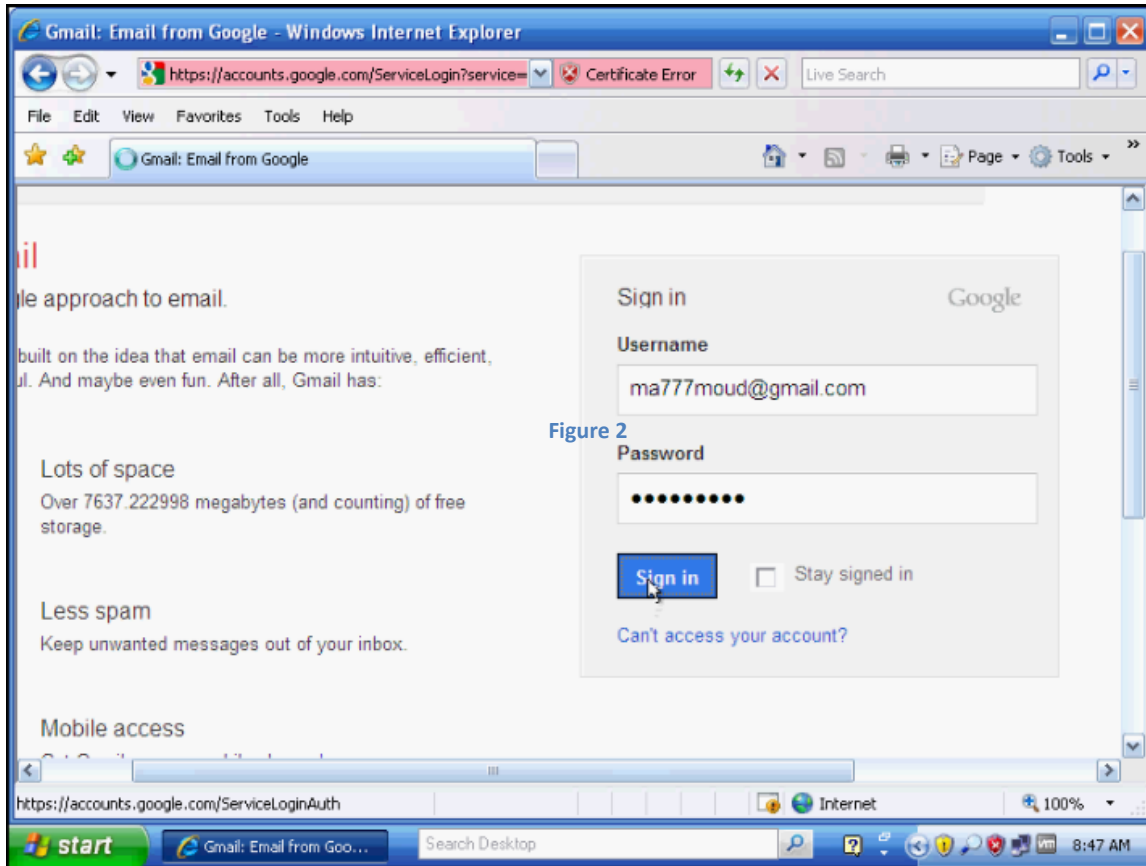 Gmail: Email from Google - Windows Internet Explorer
https://accounts.google.com/ServiceLogin?service=
Certificate Error
Live Search
File Edit View Favorites Tools Help
Gmail: Email from Google
Page
Tools
il
le approach to email.
built on the idea that email can be more intuitive, efficient,
ul. And maybe even fun. After all, Gmail has:
Lots of space
Over 7637.222998 megabytes (and counting) of free
storage.
Less spam
Keep unwanted messages out of your inbox.
Mobile access
Sign in Google
Username
ma777moud@gmail.com
Figure 2
Password
•••••••••
Sign in
Stay signed in
Can't access your account?
https://accounts.google.com/ServiceLoginAuth
Internet
100%
start
Gmail: Email from Goo...
Search Desktop
8:47 AM